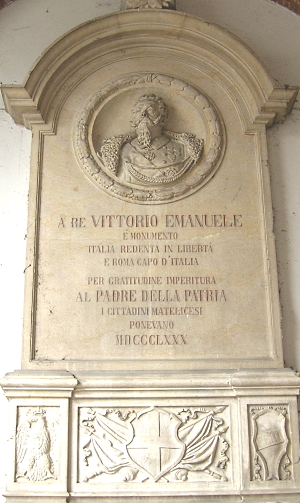 A RE VITTORIO EMANUELE
È MONUMENTO
ITALIA REDENTA IN LIBERTÀ
E ROMA CAPO D'ITALIA
PER GRATITUDINE IMPERITURA
AL PADRE DELLA PATRIA
I CITTADINI MATELICESI
PONEVANO
MDCCCLXXX